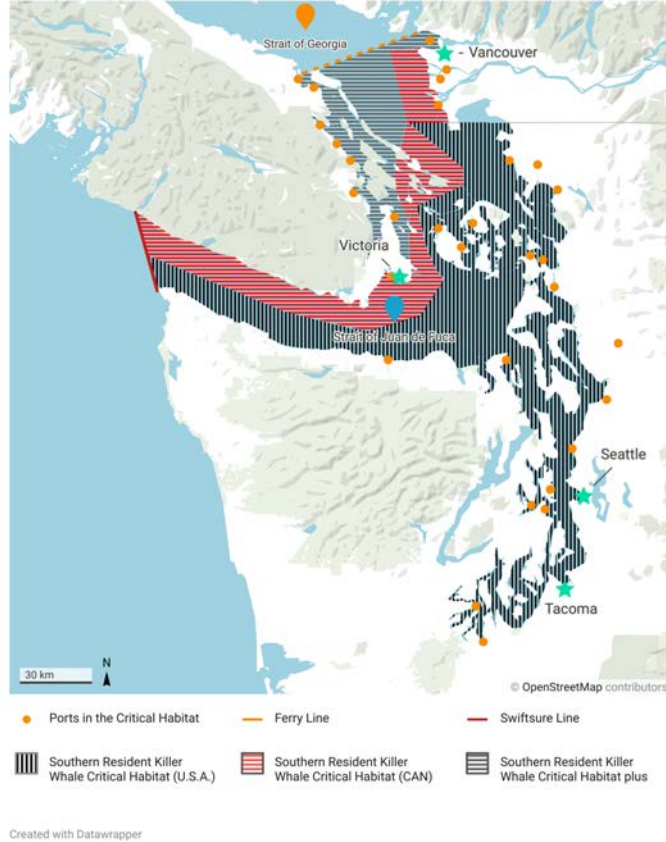 Strait of Georgia
Vancouver
Victoria
Strait of Juan de Fuca
Seattle
Tacoma
30 km
N
© OpenStreetMap contributors
Ports in the Critical Habitat
Ferry Line
Swiftsure Line
Southern Resident Killer
Whale Critical Habitat (U.S.A.)
Southern Resident Killer
Whale Critical Habitat (CAN)
Southern Resident Killer
Whale Critical Habitat plus
Created with Datawrapper